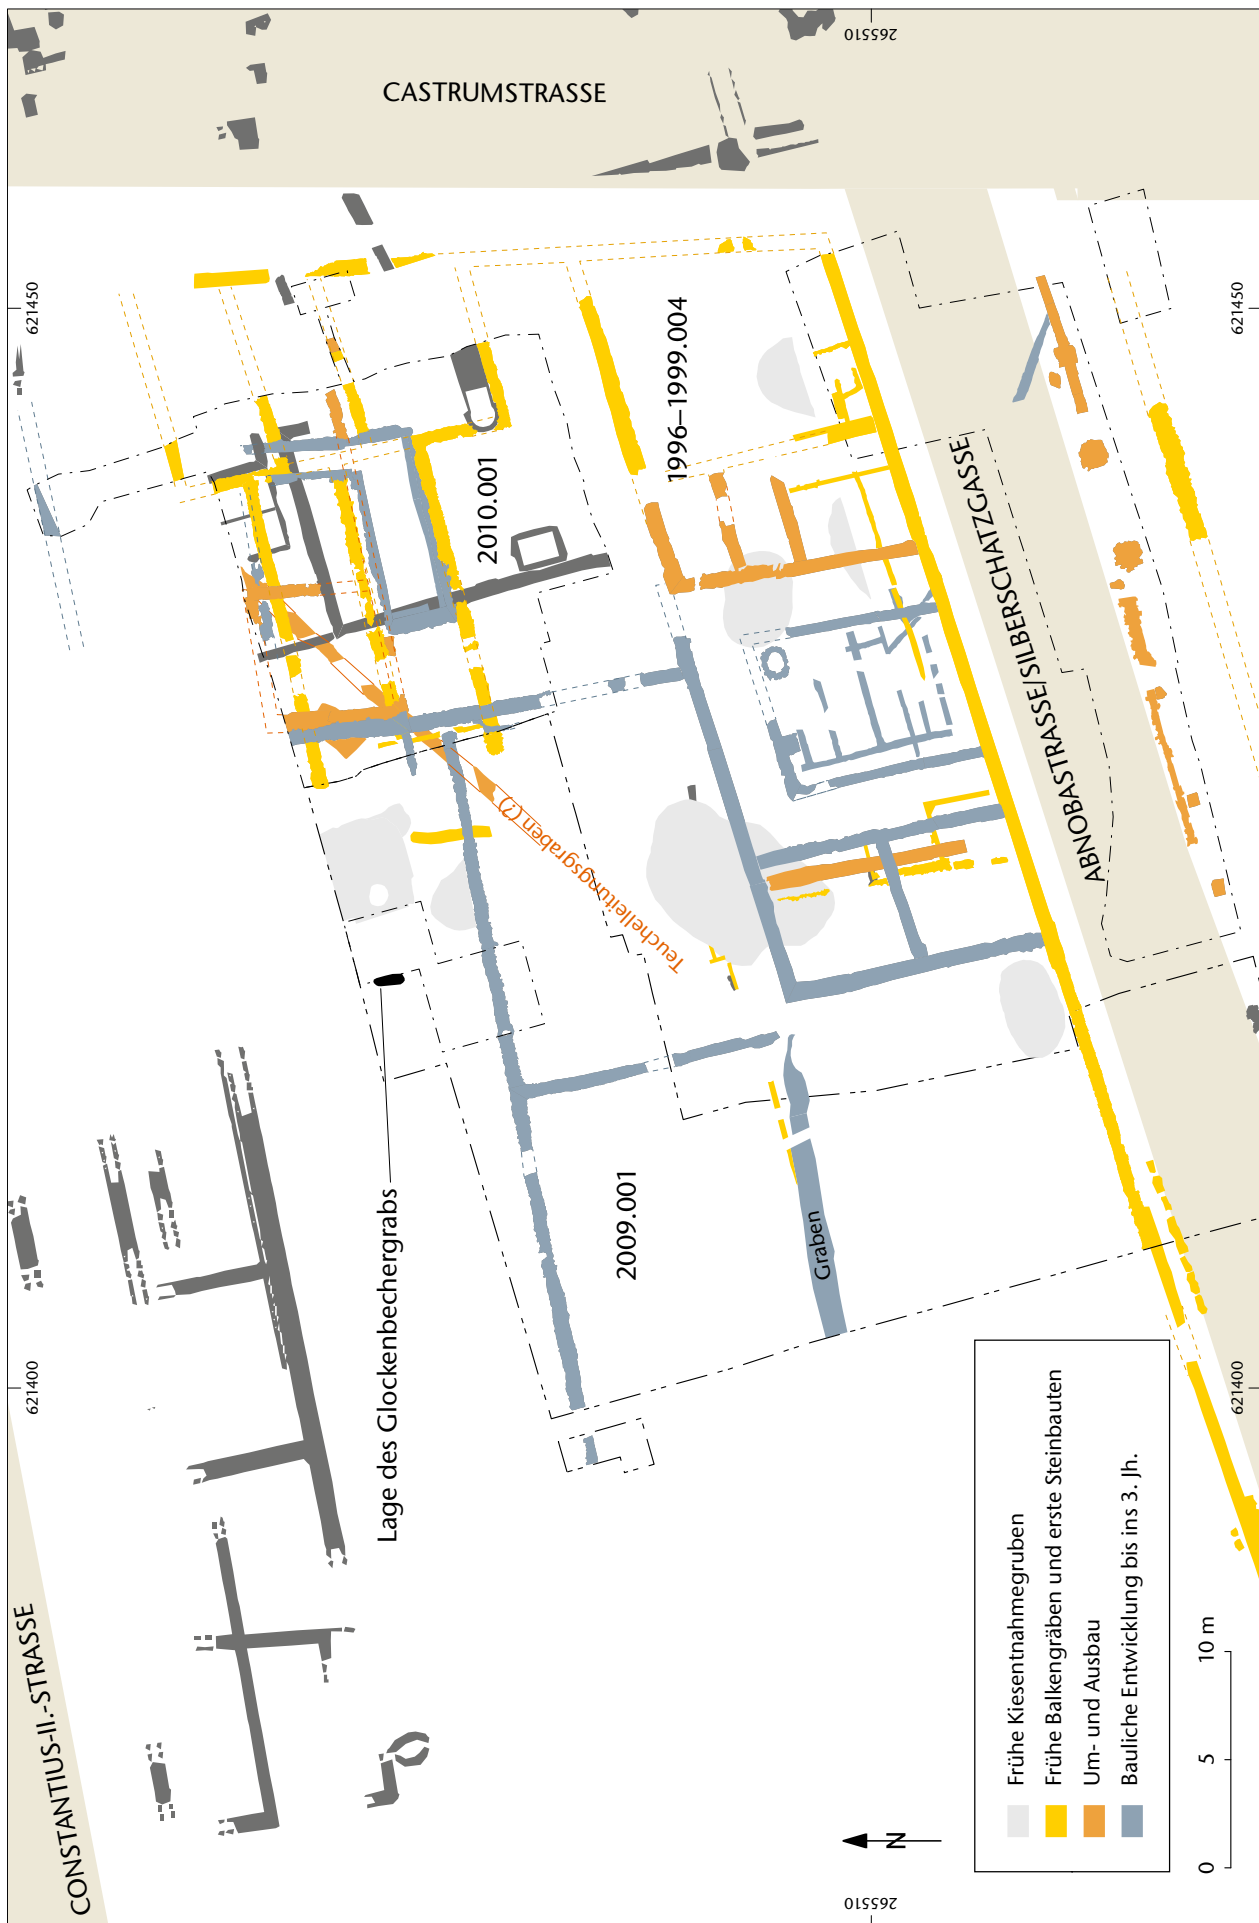 CONSTANTIUS-II.-STRASSE
CASTRUMSTRASSE
ABNOBASTRASSE/SILBERSCHATZGASSE
621400
621450
621400
621450
265510
265510
Lage des Glockenbechergrabs
Teuchelleitungsgraben (?)
2009.001
2010.001
1996–1999.004
Graben
N
Frühe Kiesentnahmegruben
Frühe Balkengräben und erste Steinbauten
Um- und Ausbau
Bauliche Entwicklung bis ins 3. Jh.
0 5 10 m